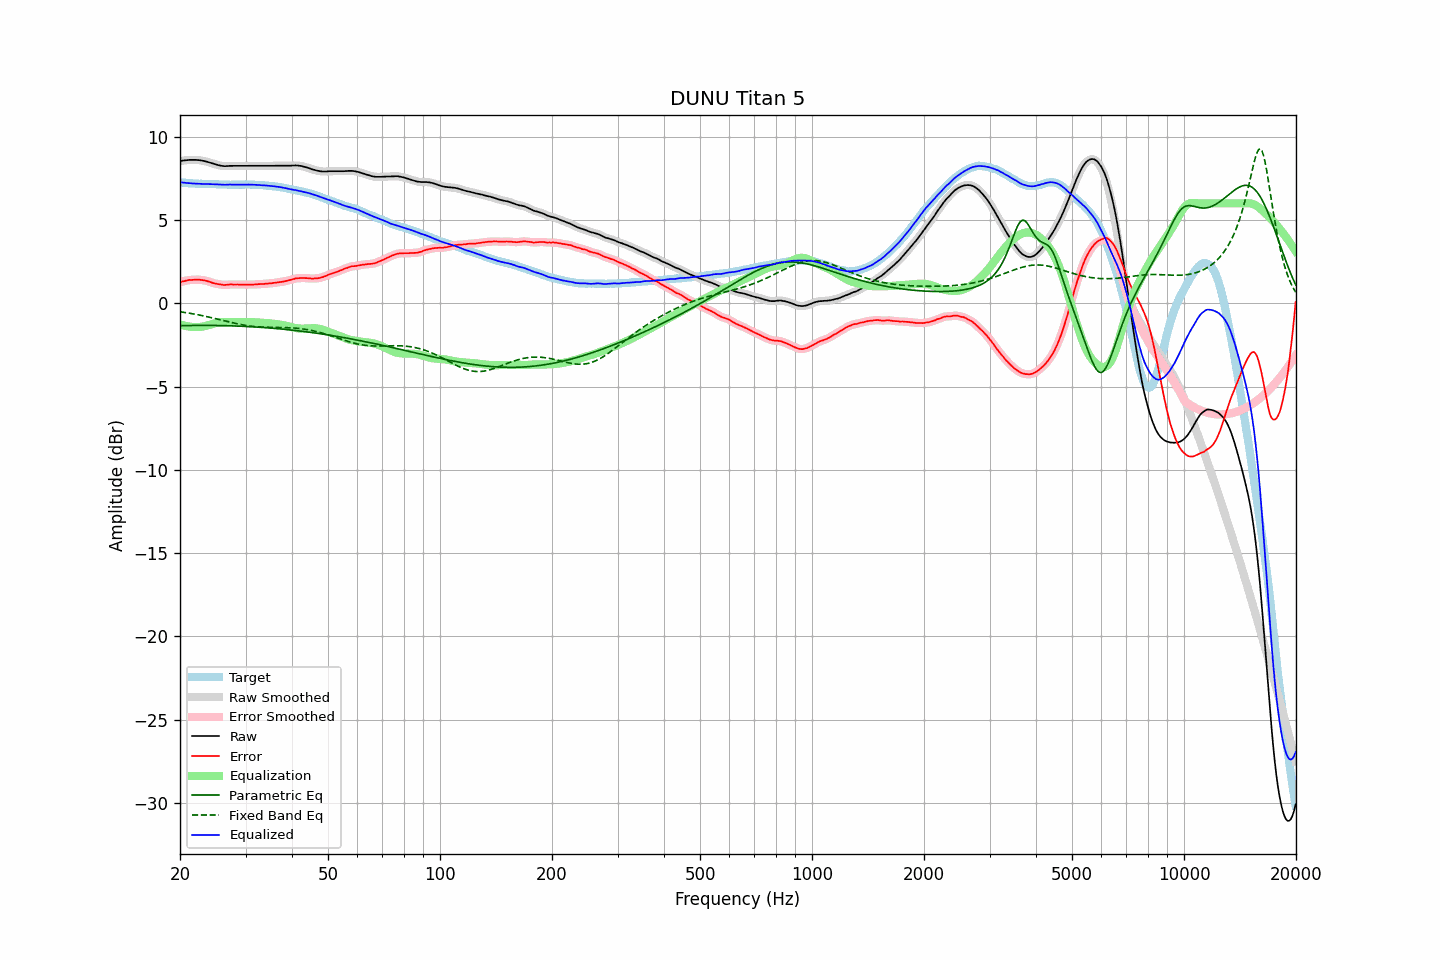 DUNU Titan 5
10
5
0
−5
−10
−15
−20
−25
−30
Amplitude (dBr)
Target
Raw Smoothed
Error Smoothed
Raw
Error
Equalization
Parametric Eq
Fixed Band Eq
Equalized
20 50 100 200 500 1000 2000 5000 10000 20000
Frequency (Hz)